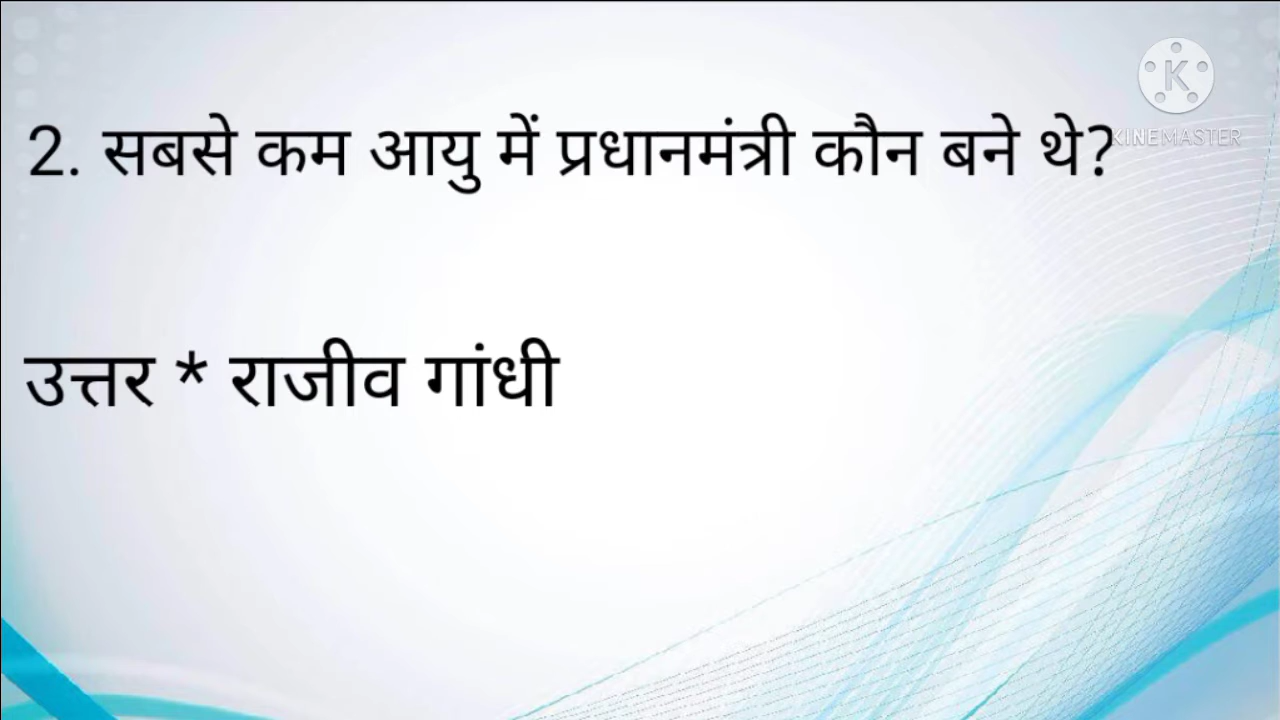 K
KINEMASTER
2. सबसे कम आयु में प्रधानमंत्री कौन बने थे?
उत्तर * राजीव गांधी